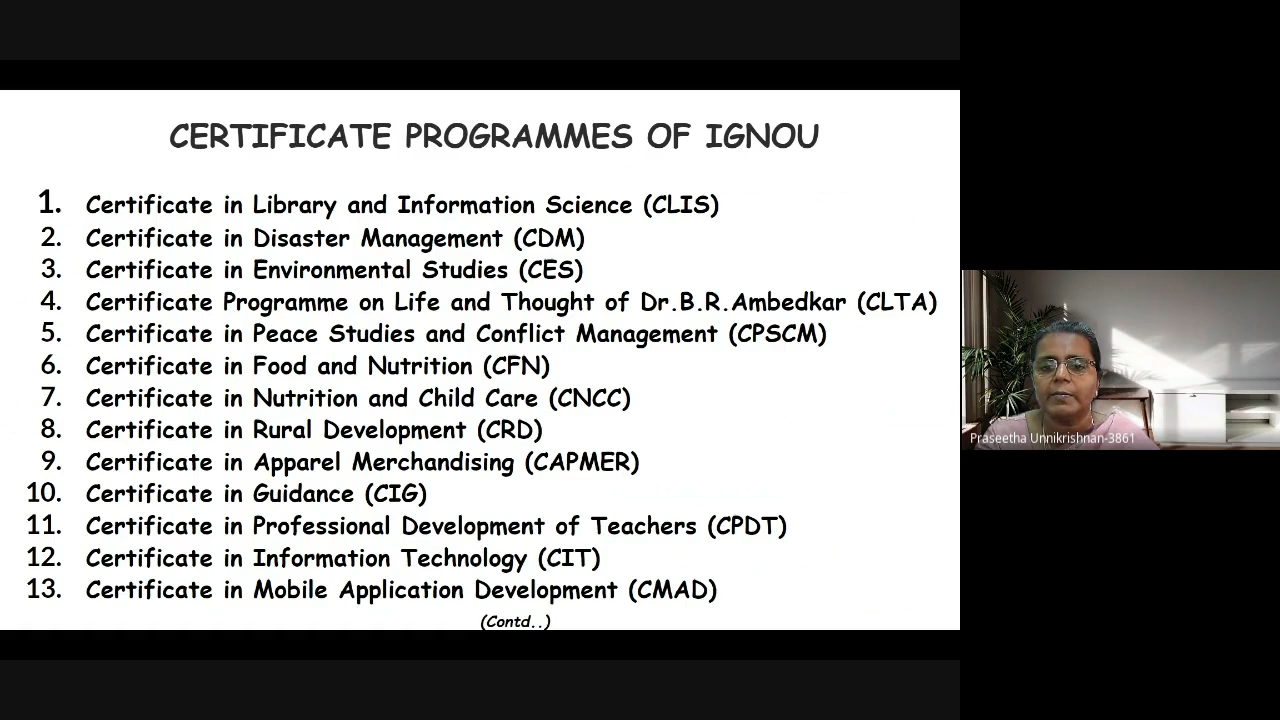 CERTIFICATE PROGRAMMES OF IGNOU
1. Certificate in Library and Information Science (CLIS)
2. Certificate in Disaster Management (CDM)
3. Certificate in Environmental Studies (CES)
4. Certificate Programme on Life and Thought of Dr.B.R.Ambedkar (CLTA)
5. Certificate in Peace Studies and Conflict Management (CPSCM)
6. Certificate in Food and Nutrition (CFN)
7. Certificate in Nutrition and Child Care (CNCC)
8. Certificate in Rural Development (CRD)
9. Certificate in Apparel Merchandising (CAPMER)
10. Certificate in Guidance (CIG)
11. Certificate in Professional Development of Teachers (CPDT)
12. Certificate in Information Technology (CIT)
13. Certificate in Mobile Application Development (CMAD)
(Contd..)
Praseetha Unnikrishnan-3861